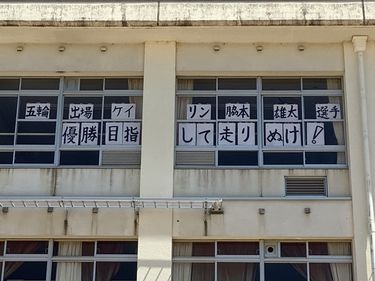 五輪出場ケイリン脇本雄太選手
優勝目指して走りぬけ!